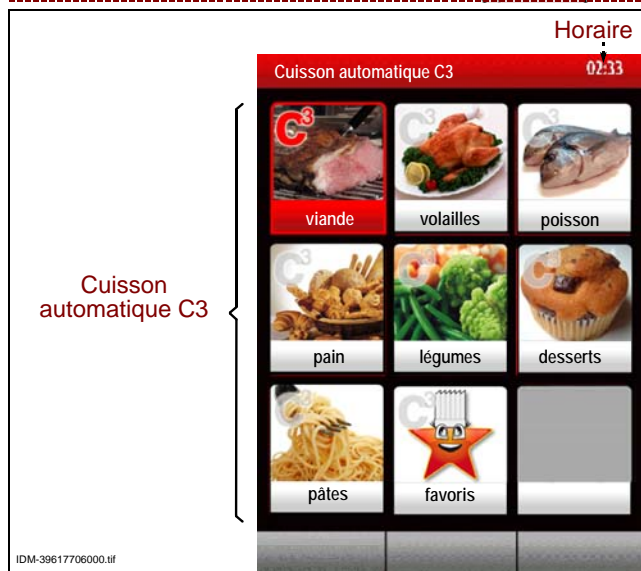 Horaire
Cuisson automatique C3
02:33
C3
viande
volailles
poisson
Cuisson
automatique C3
pain
légumes
desserts
pâtes
favoris
IDM-39617706000.tif